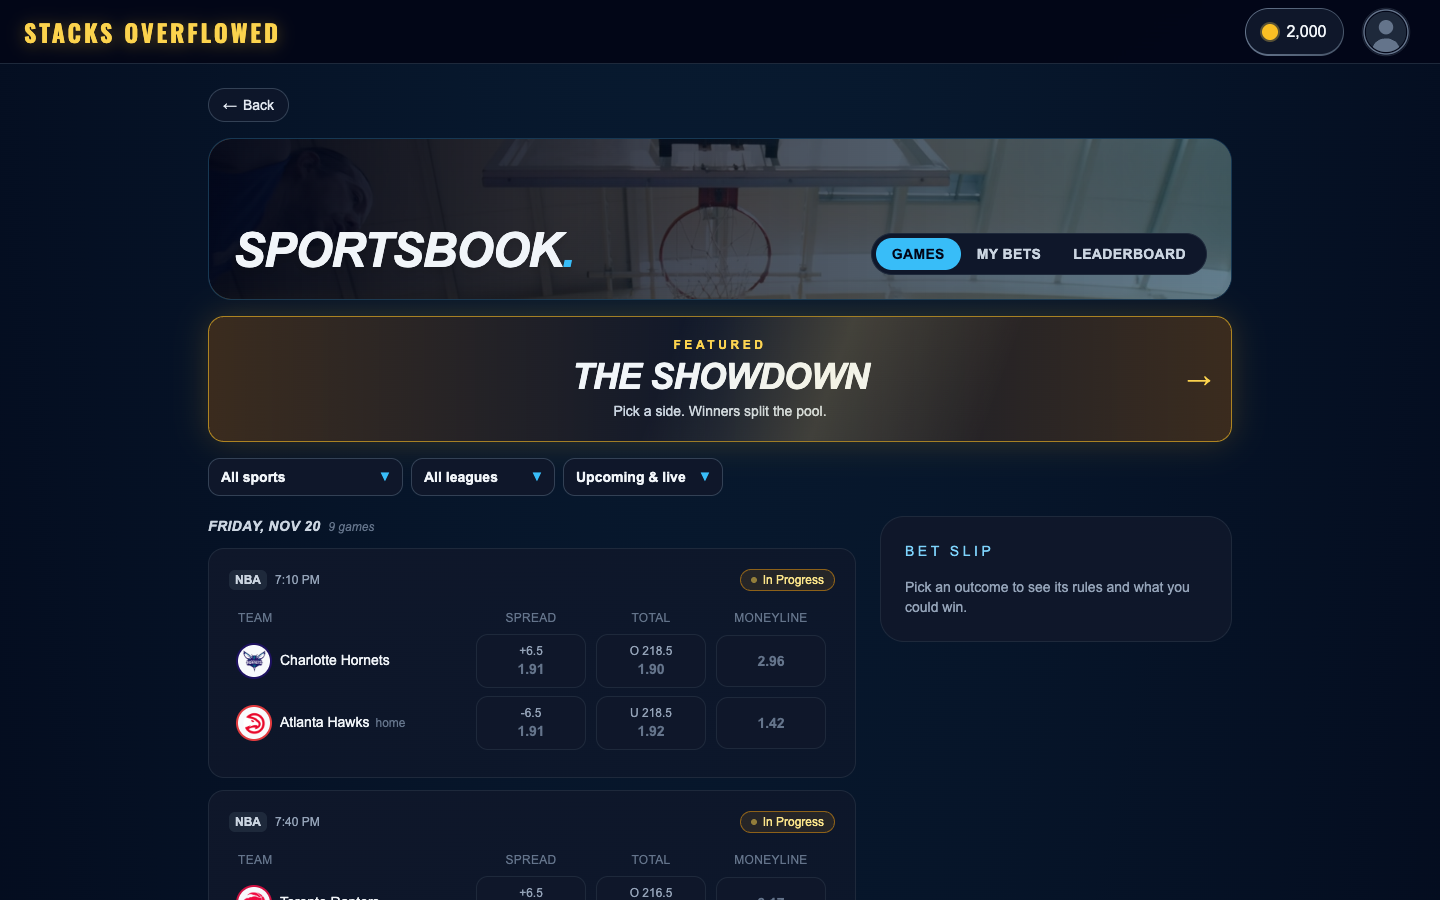 STACKS OVERFLOWED
2,000
← Back
SPORTSBOOK.
GAMES MY BETS LEADERBOARD
FEATURED
THE SHOWDOWN
Pick a side. Winners split the pool.
→
All sports ▼ All leagues ▼ Upcoming & live ▼
FRIDAY, NOV 20 9 games
NBA 7:10 PM In Progress
TEAM SPREAD TOTAL MONEYLINE
Charlotte Hornets +6.5 1.91 O 218.5 1.90 2.96
Atlanta Hawks home -6.5 1.91 U 218.5 1.92 1.42
NBA 7:40 PM In Progress
TEAM SPREAD TOTAL MONEYLINE
Toronto Raptors +6.5 O 216.5
BET SLIP
Pick an outcome to see its rules and what you
could win.